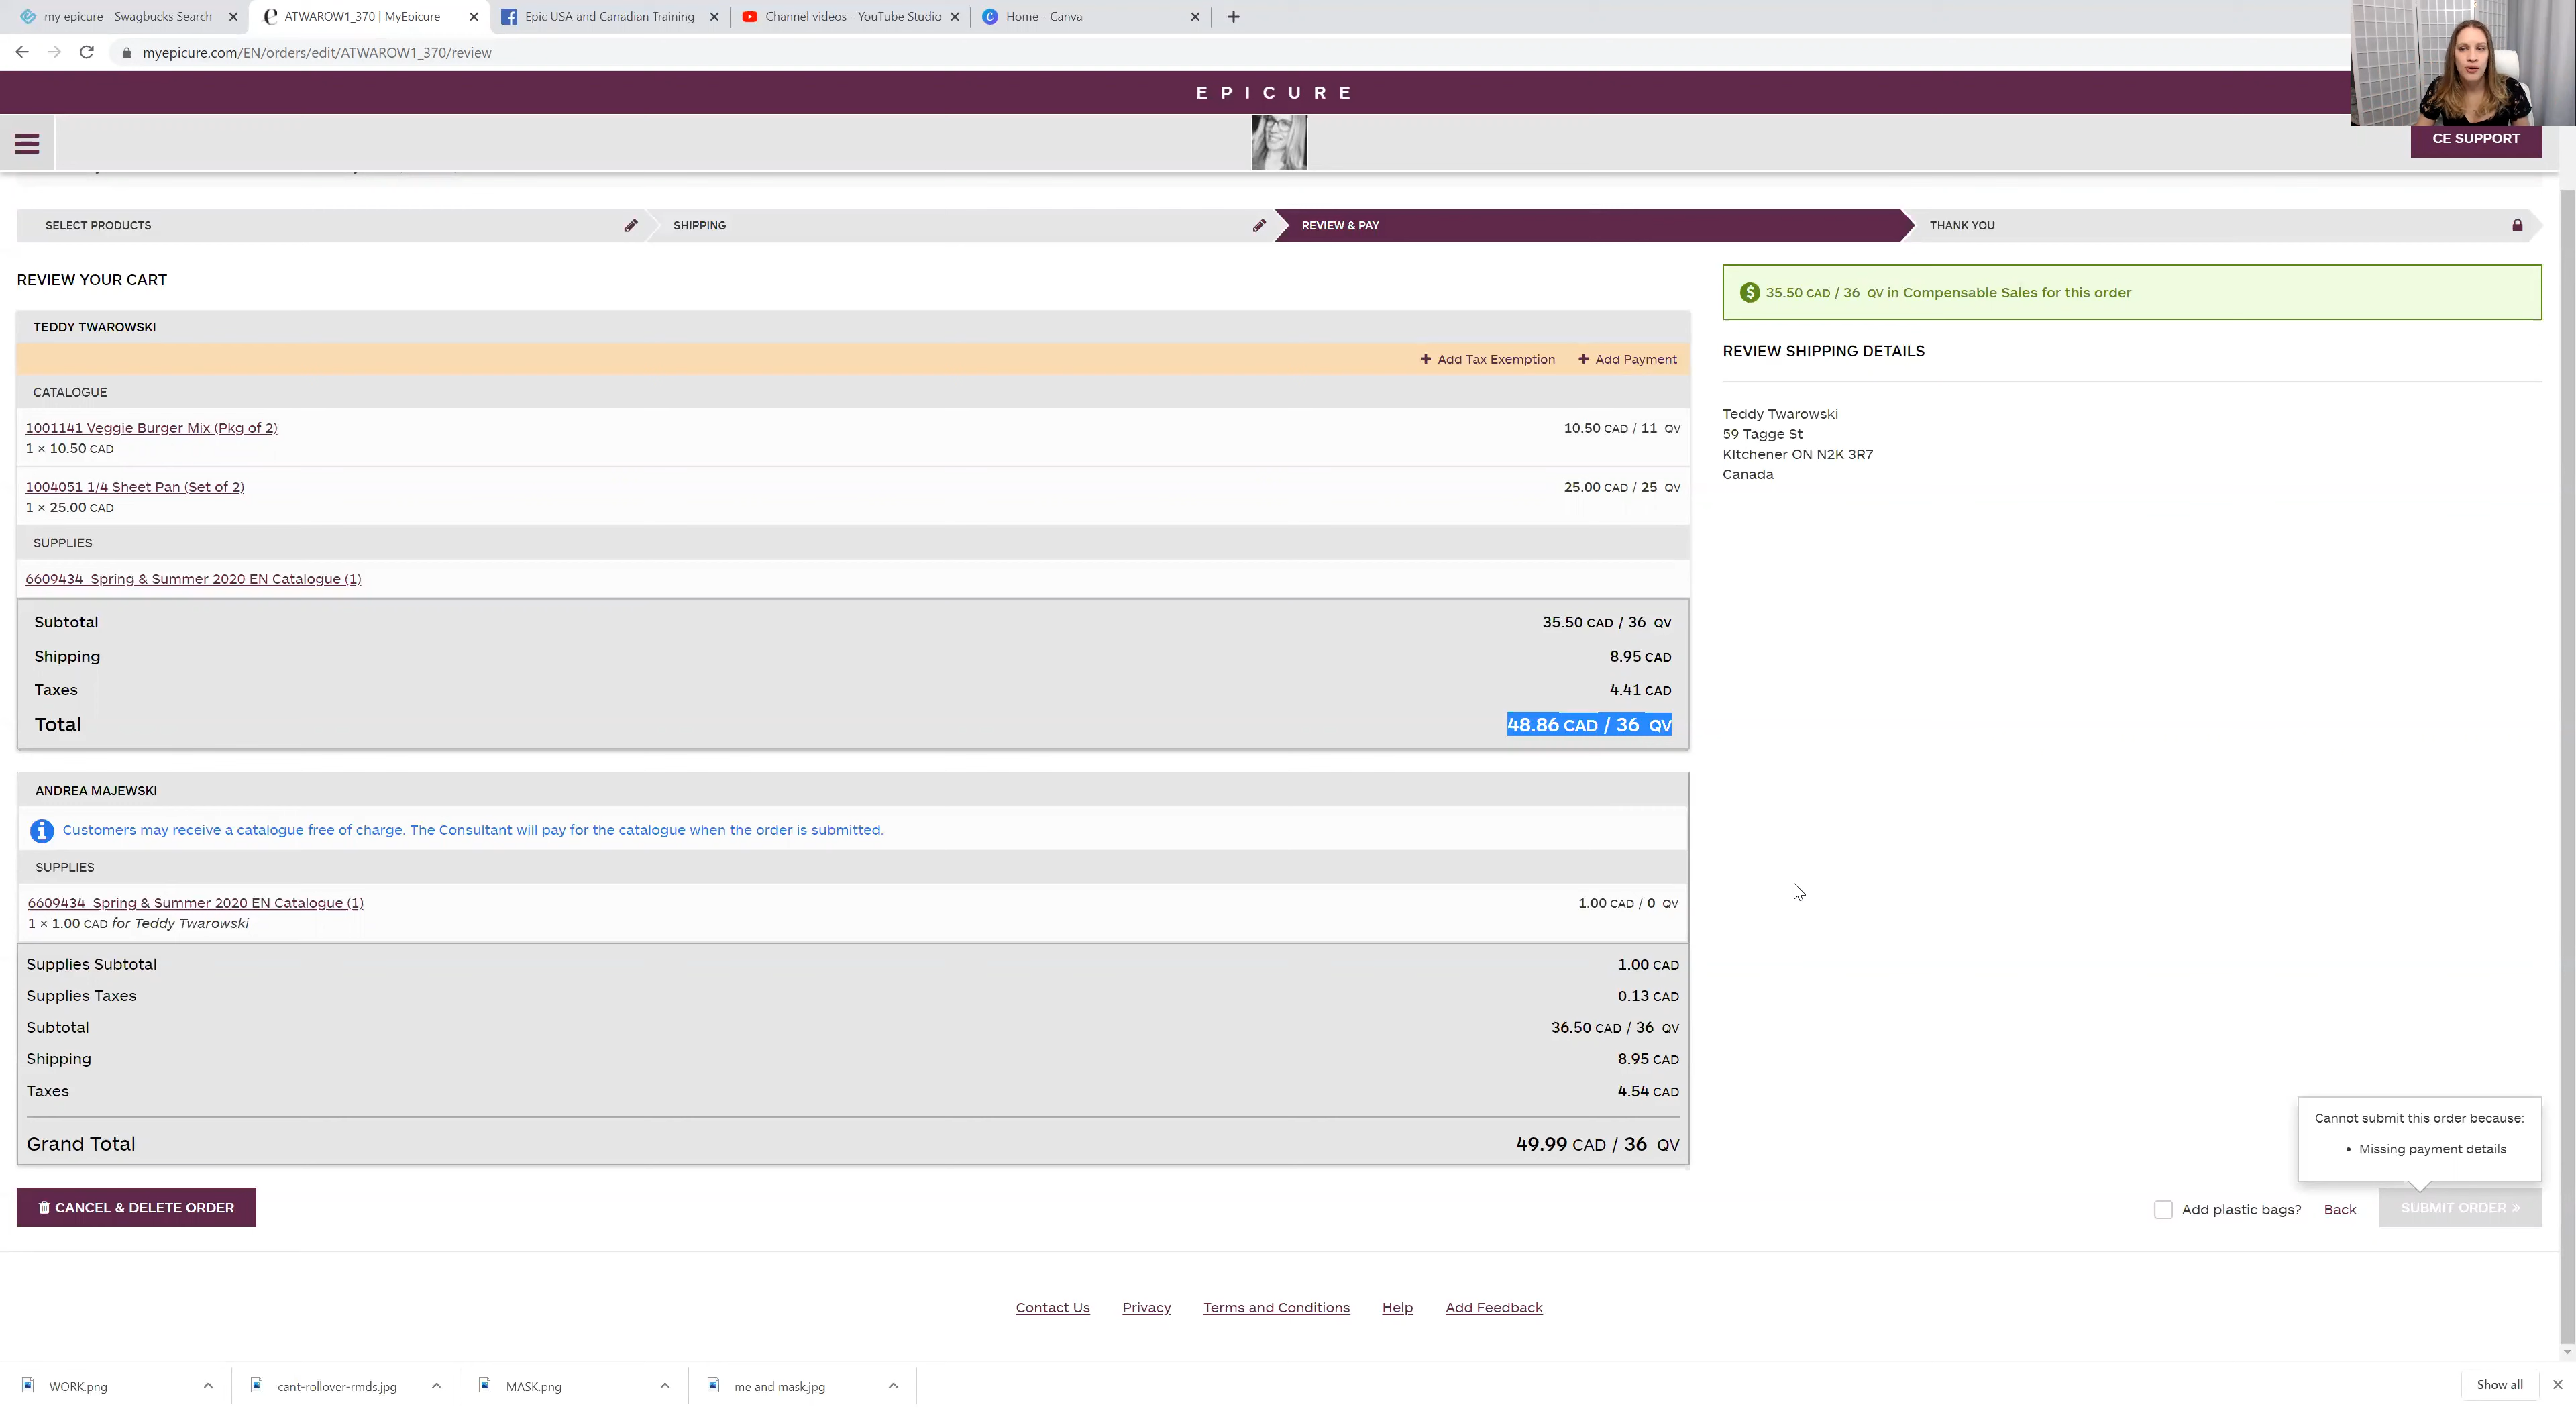 my epicure - Swagbucks Search
ATWAROW1_370 | MyEpicure
Epic USA and Canadian Training
Channel videos - YouTube Studio
Home - Canva
myepicure.com/EN/orders/edit/ATWAROW1_370/review
EPICURE
CE SUPPORT
SELECT PRODUCTS
SHIPPING
REVIEW & PAY
THANK YOU
REVIEW YOUR CART
35.50 CAD / 36 QV in Compensable Sales for this order
TEDDY TWAROWSKI
REVIEW SHIPPING DETAILS
+ Add Tax Exemption + Add Payment
CATALOGUE
Teddy Twarowski
59 Tagge St
KItchener ON N2K 3R7
Canada
1001141 Veggie Burger Mix (Pkg of 2) 10.50 CAD / 11 QV
1 × 10.50 CAD
1004051 1/4 Sheet Pan (Set of 2) 25.00 CAD / 25 QV
1 × 25.00 CAD
SUPPLIES
6609434 Spring & Summer 2020 EN Catalogue (1)
Subtotal 35.50 CAD / 36 QV
Shipping 8.95 CAD
Taxes 4.41 CAD
Total 48.86 CAD / 36 QV
ANDREA MAJEWSKI
Customers may receive a catalogue free of charge. The Consultant will pay for the catalogue when the order is submitted.
SUPPLIES
6609434 Spring & Summer 2020 EN Catalogue (1) 1.00 CAD / 0 QV
1 × 1.00 CAD for Teddy Twarowski
Supplies Subtotal 1.00 CAD
Supplies Taxes 0.13 CAD
Subtotal 36.50 CAD / 36 QV
Shipping 8.95 CAD
Taxes 4.54 CAD
Grand Total 49.99 CAD / 36 QV
Cannot submit this order because:
• Missing payment details
CANCEL & DELETE ORDER
Add plastic bags? Back SUBMIT ORDER »
Contact Us Privacy Terms and Conditions Help Add Feedback
WORK.png
cant-rollover-rmds.jpg
MASK.png
me and mask.jpg
Show all